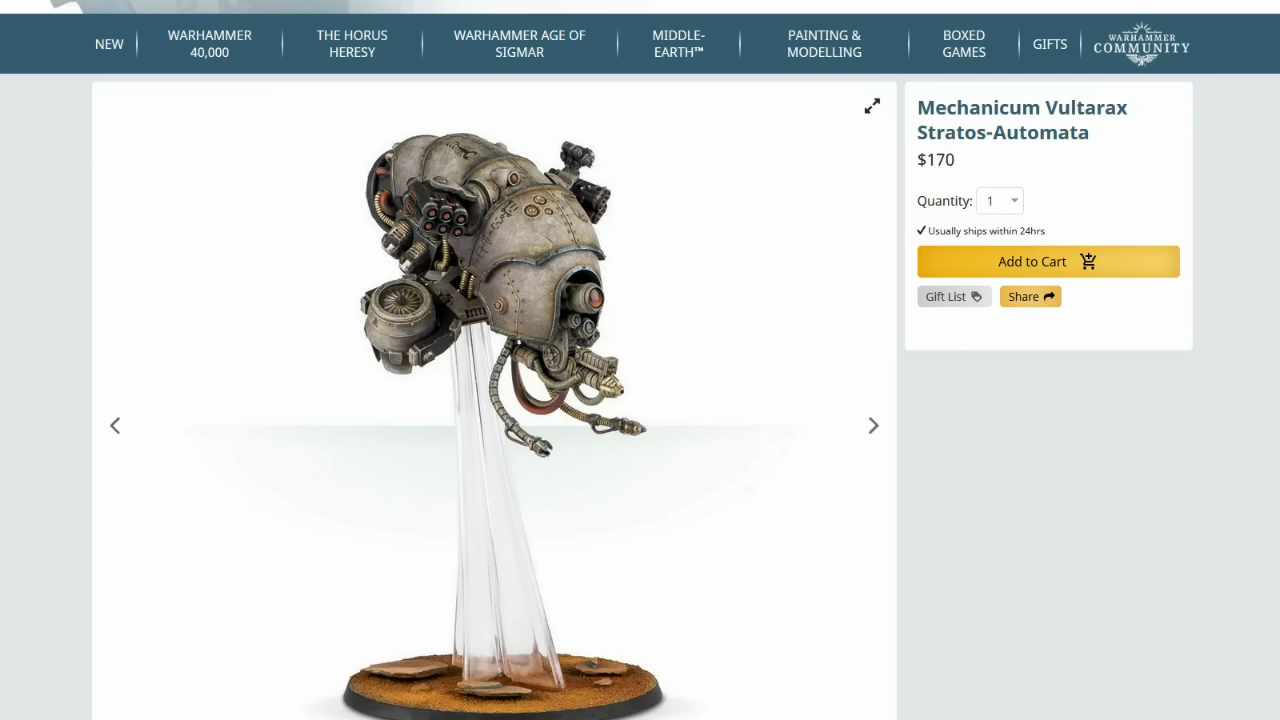 NEW
WARHAMMER
40,000
THE HORUS
HERESY
WARHAMMER AGE OF
SIGMAR
MIDDLE-
EARTH™
PAINTING &
MODELLING
BOXED
GAMES
GIFTS
WARHAMMER
COMMUNITY
Mechanicum Vultarax
Stratos-Automata
$170
Quantity: 1
Usually ships within 24hrs
Add to Cart
Gift List
Share